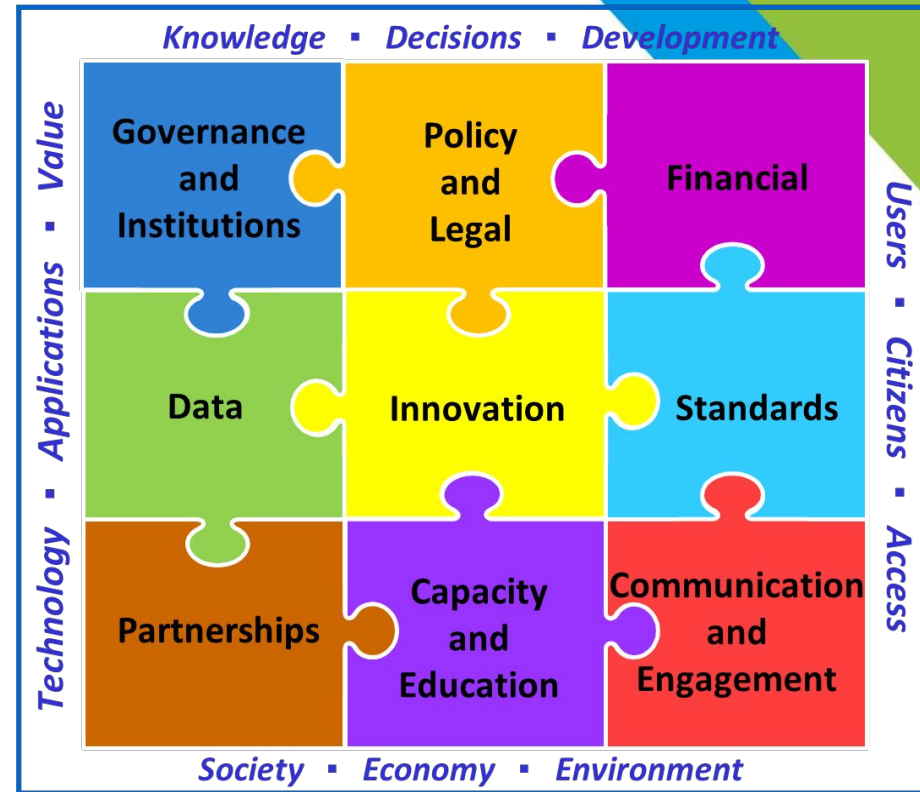 Knowledge ▪ Decisions ▪ Development
Technology ▪ Applications ▪ Value
Governance
and
Institutions
Policy
and
Legal
Financial
Data
Innovation
Standards
Partnerships
Capacity
and
Education
Communication
and
Engagement
Users ▪ Citizens ▪ Access
Society ▪ Economy ▪ Environment